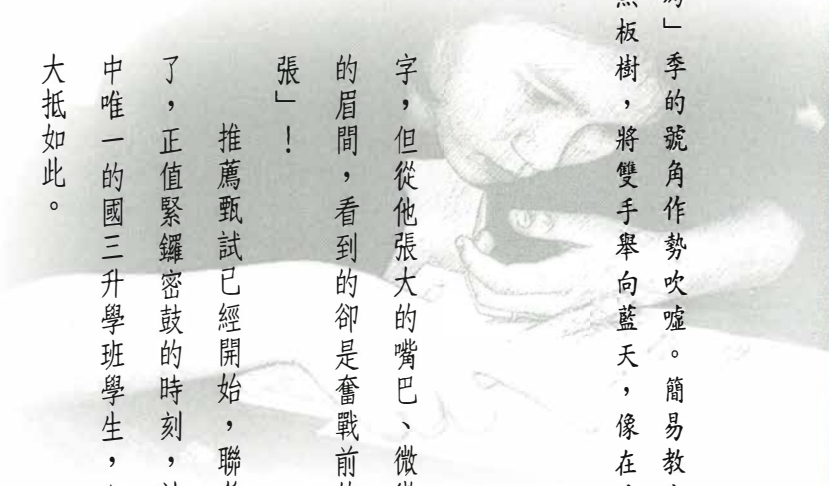 」季的號角作勢吹噓。簡易教
板樹，將雙手舉向藍天，像在
字，但從他張大的嘴巴、微
的眉間，看到的卻是奮戰前
張」！
推薦甄試已經開始，聯
了，正值緊鑼密鼓的時刻，
中唯一的國三升學班學生，
大抵如此。